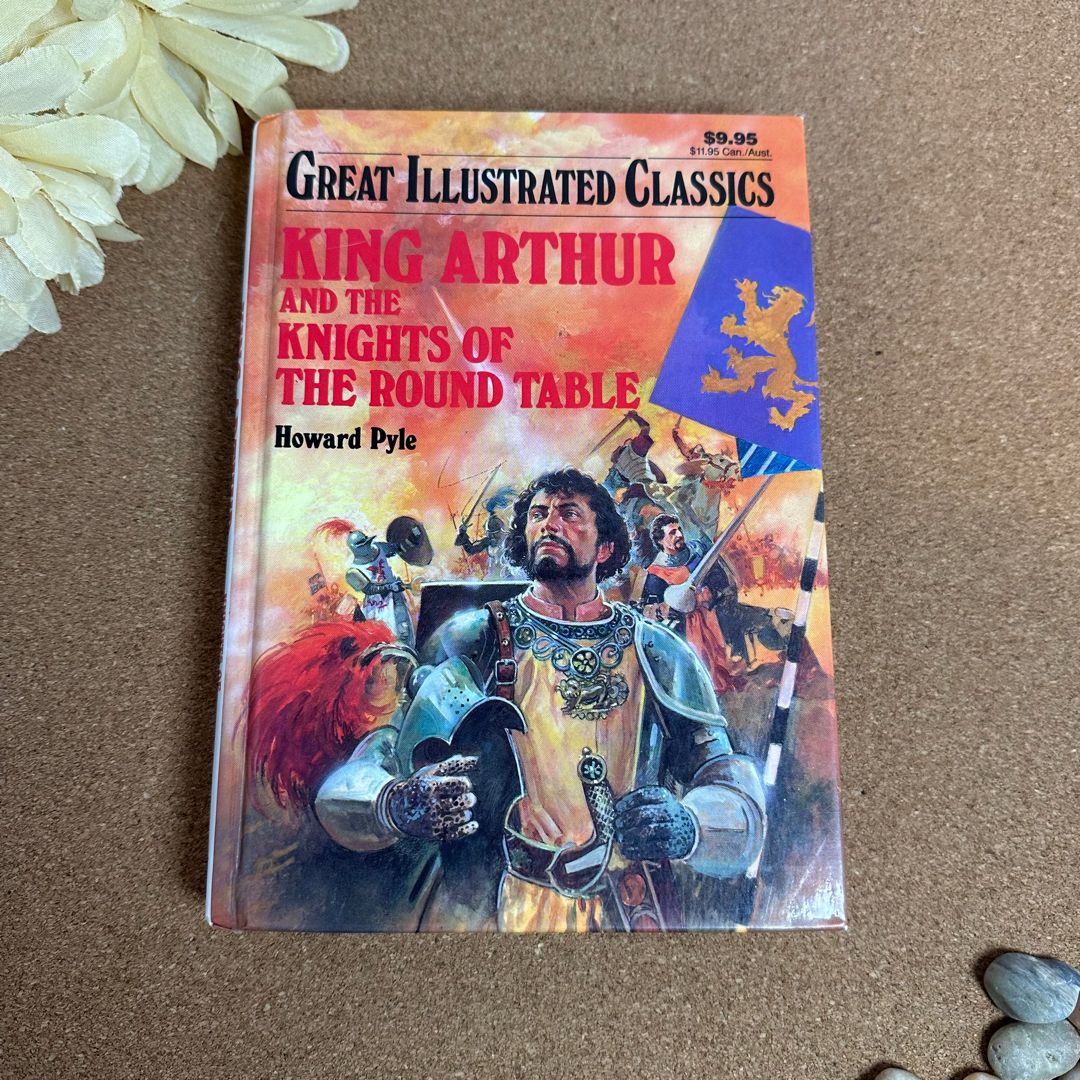 $9.95
$11.95 Can./Aust.
GREAT ILLUSTRATED CLASSICS
KING ARTHUR
AND THE
KNIGHTS OF
THE ROUND TABLE
Howard Pyle